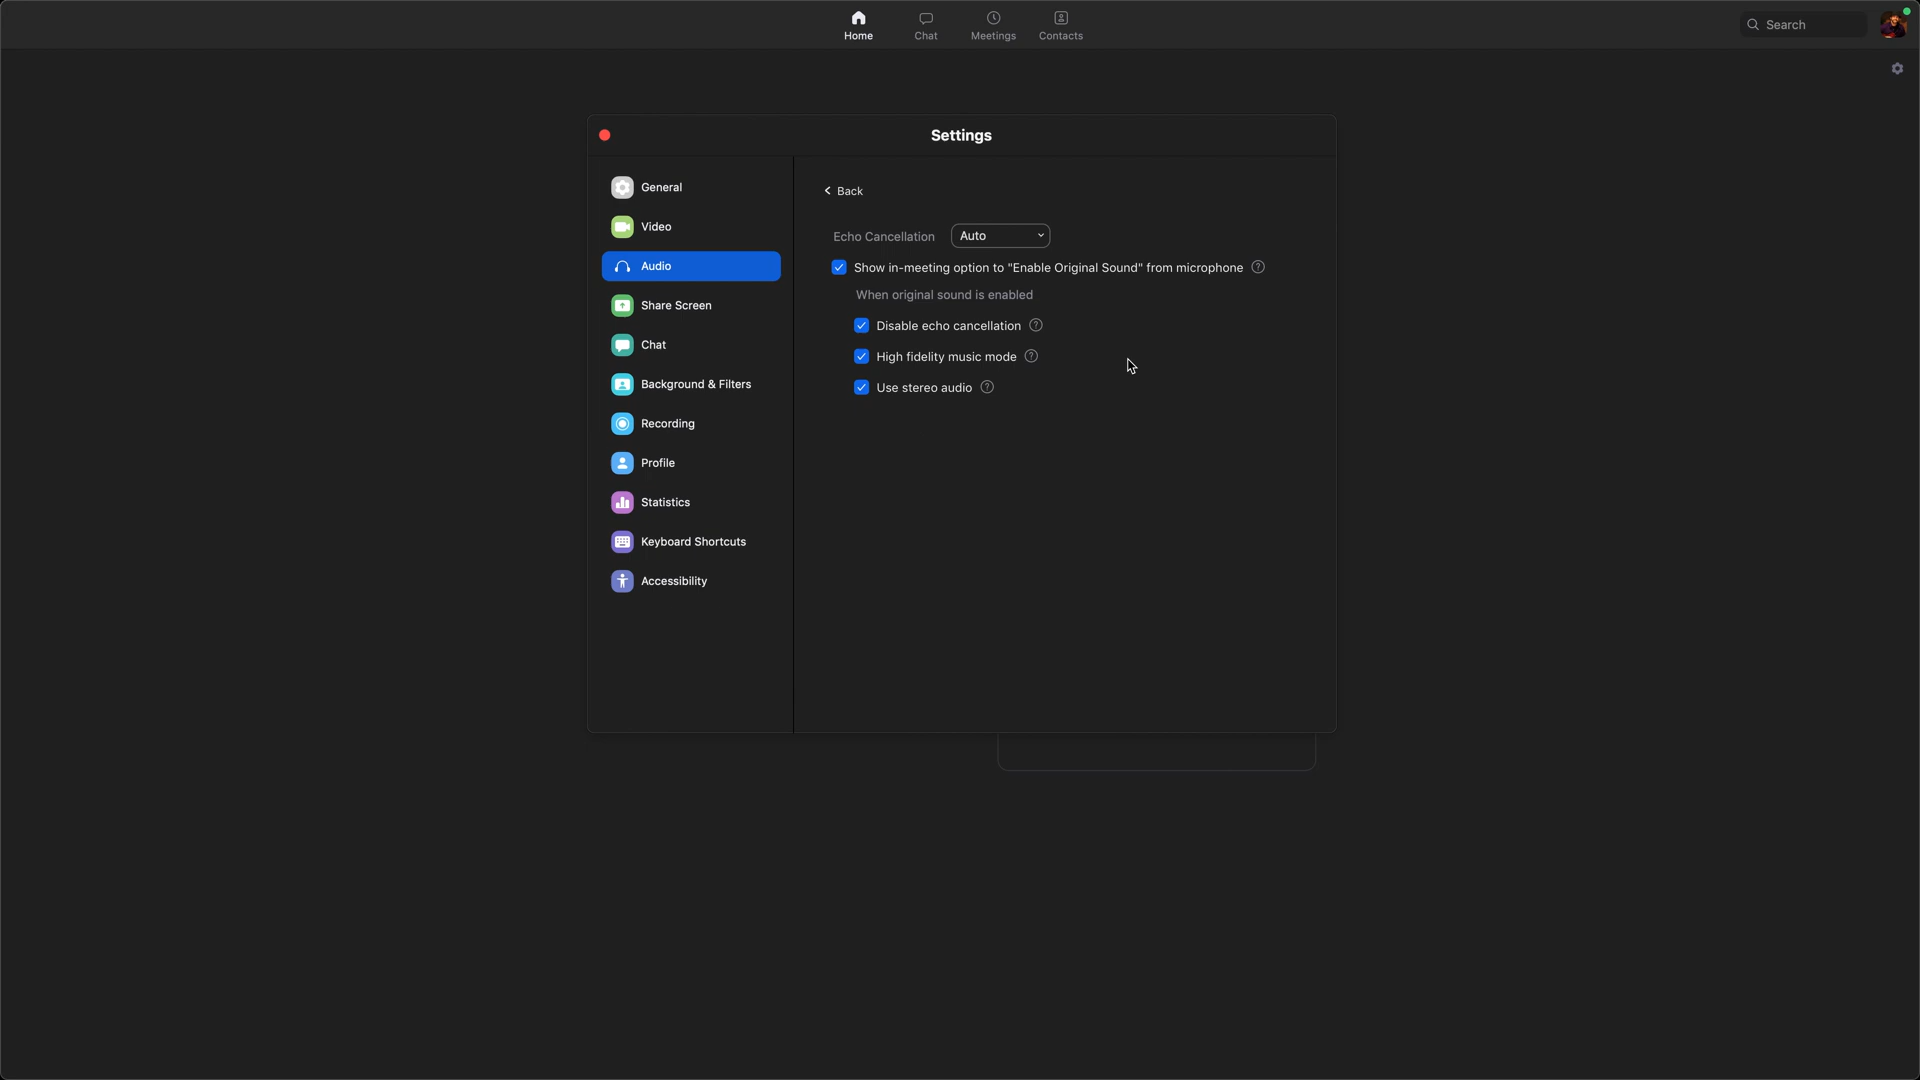 Home
Chat
Meetings
Contacts
Search
Settings
General
Video
Audio
Share Screen
Chat
Background & Filters
Recording
Profile
Statistics
Keyboard Shortcuts
Accessibility
Back
Echo Cancellation Auto
Show in-meeting option to "Enable Original Sound" from microphone ?
When original sound is enabled
Disable echo cancellation ?
High fidelity music mode ?
Use stereo audio ?